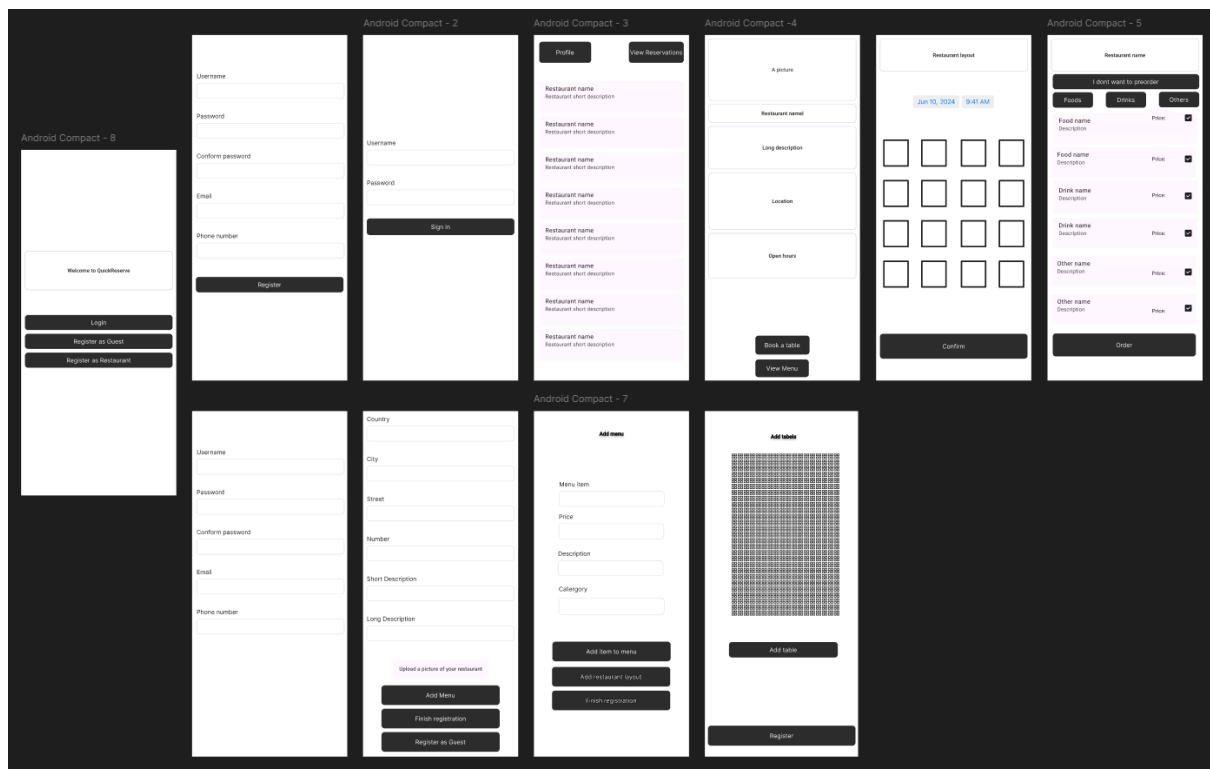 Android Compact - 8
Welcome to QuickReserve
Login
Register as Guest
Register as Restaurant
Username
Password
Conform password
Email
Phone number
Register
Android Compact - 2
Username
Password
Sign in
Android Compact - 3
Profile
View Reservations
Restaurant name
Restaurant short description
Restaurant name
Restaurant short description
Restaurant name
Restaurant short description
Restaurant name
Restaurant short description
Restaurant name
Restaurant short description
Restaurant name
Restaurant short description
Restaurant name
Restaurant short description
Restaurant name
Restaurant short description
Android Compact -4
A picture
Restaurant namel
Long description
Location
Open hours
Book a table
View Menu
Restaurant layout
Jun 10, 2024 9:41 AM
Confirm
Android Compact - 5
Restaurant name
I dont want to preorder
Foods Drinks Others
Food name
Description
Price:
Food name
Description
Price:
Drink name
Description
Price:
Drink name
Description
Price:
Other name
Description
Price:
Other name
Description
Price:
Order
Username
Password
Conform password
Email
Phone number
Country
City
Street
Number
Short Description
Long Description
Upload a picture of your restaurant
Add Menu
Finish registration
Register as Guest
Android Compact - 7
Add menu
Menu item
Price
Description
Catergory
Add item to menu
Add restaurant layout
Finish registration
Add tabels
Add table
Register